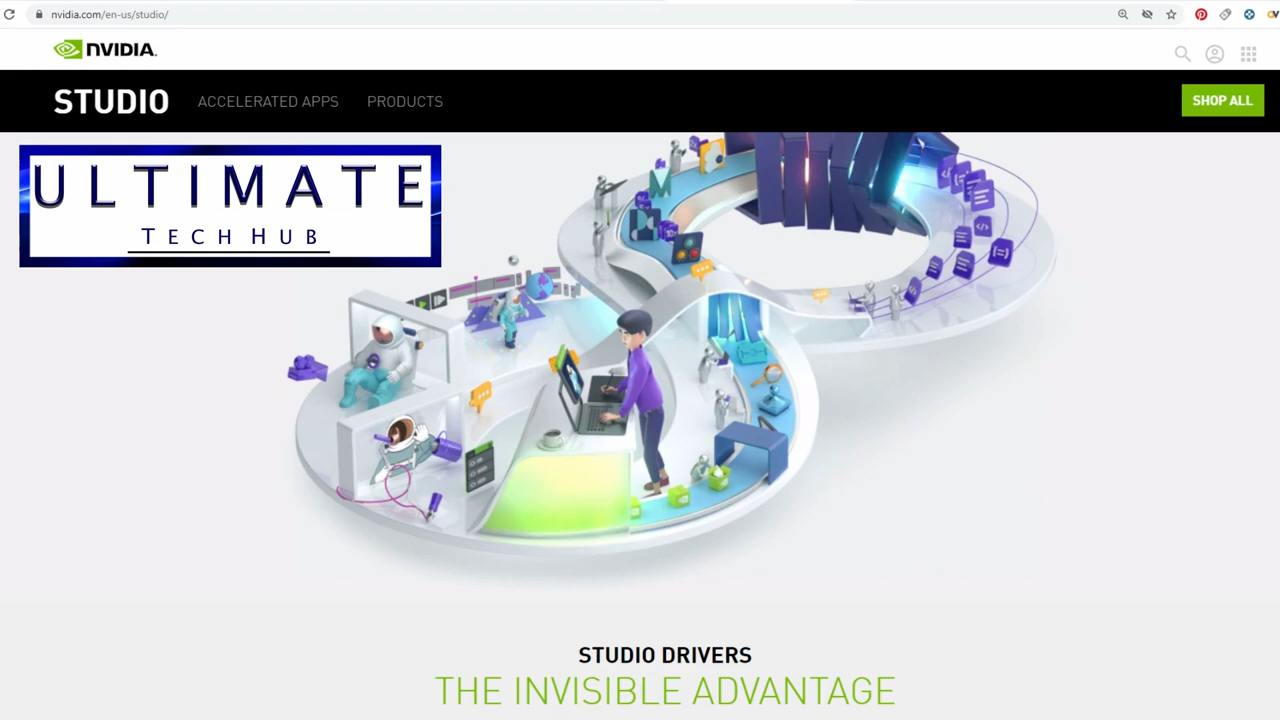 nvidia.com/en-us/studio/
NVIDIA.
STUDIO ACCELERATED APPS PRODUCTS SHOP ALL
ULTIMATE
TECH HUB
STUDIO DRIVERS
THE INVISIBLE ADVANTAGE